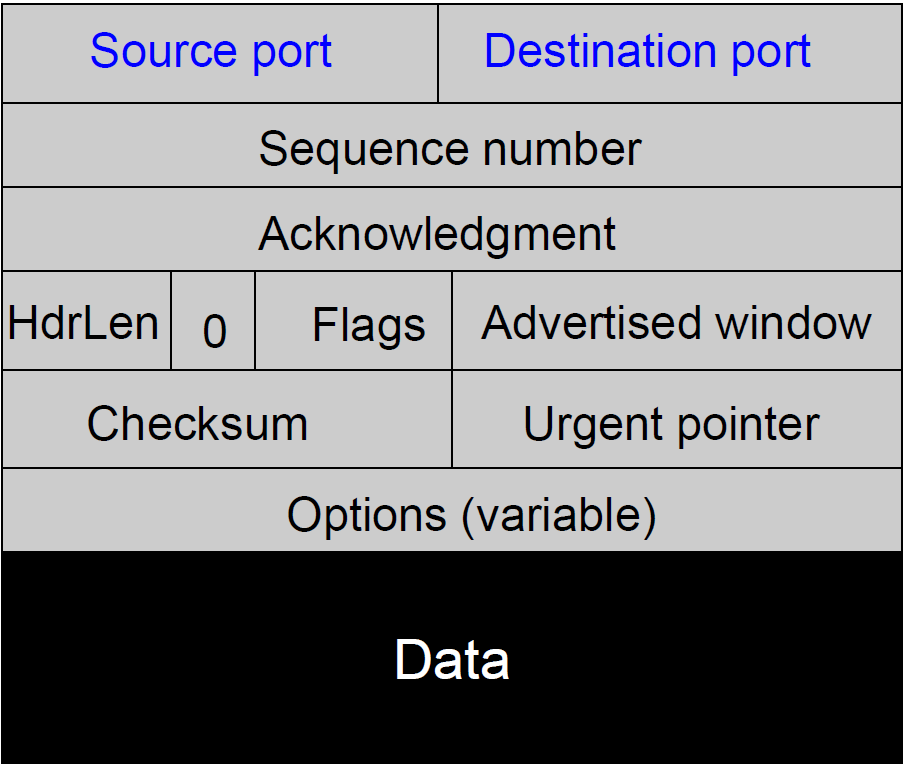 Source port Destination port
Sequence number
Acknowledgment
HdrLen 0 Flags Advertised window
Checksum Urgent pointer
Options (variable)
Data